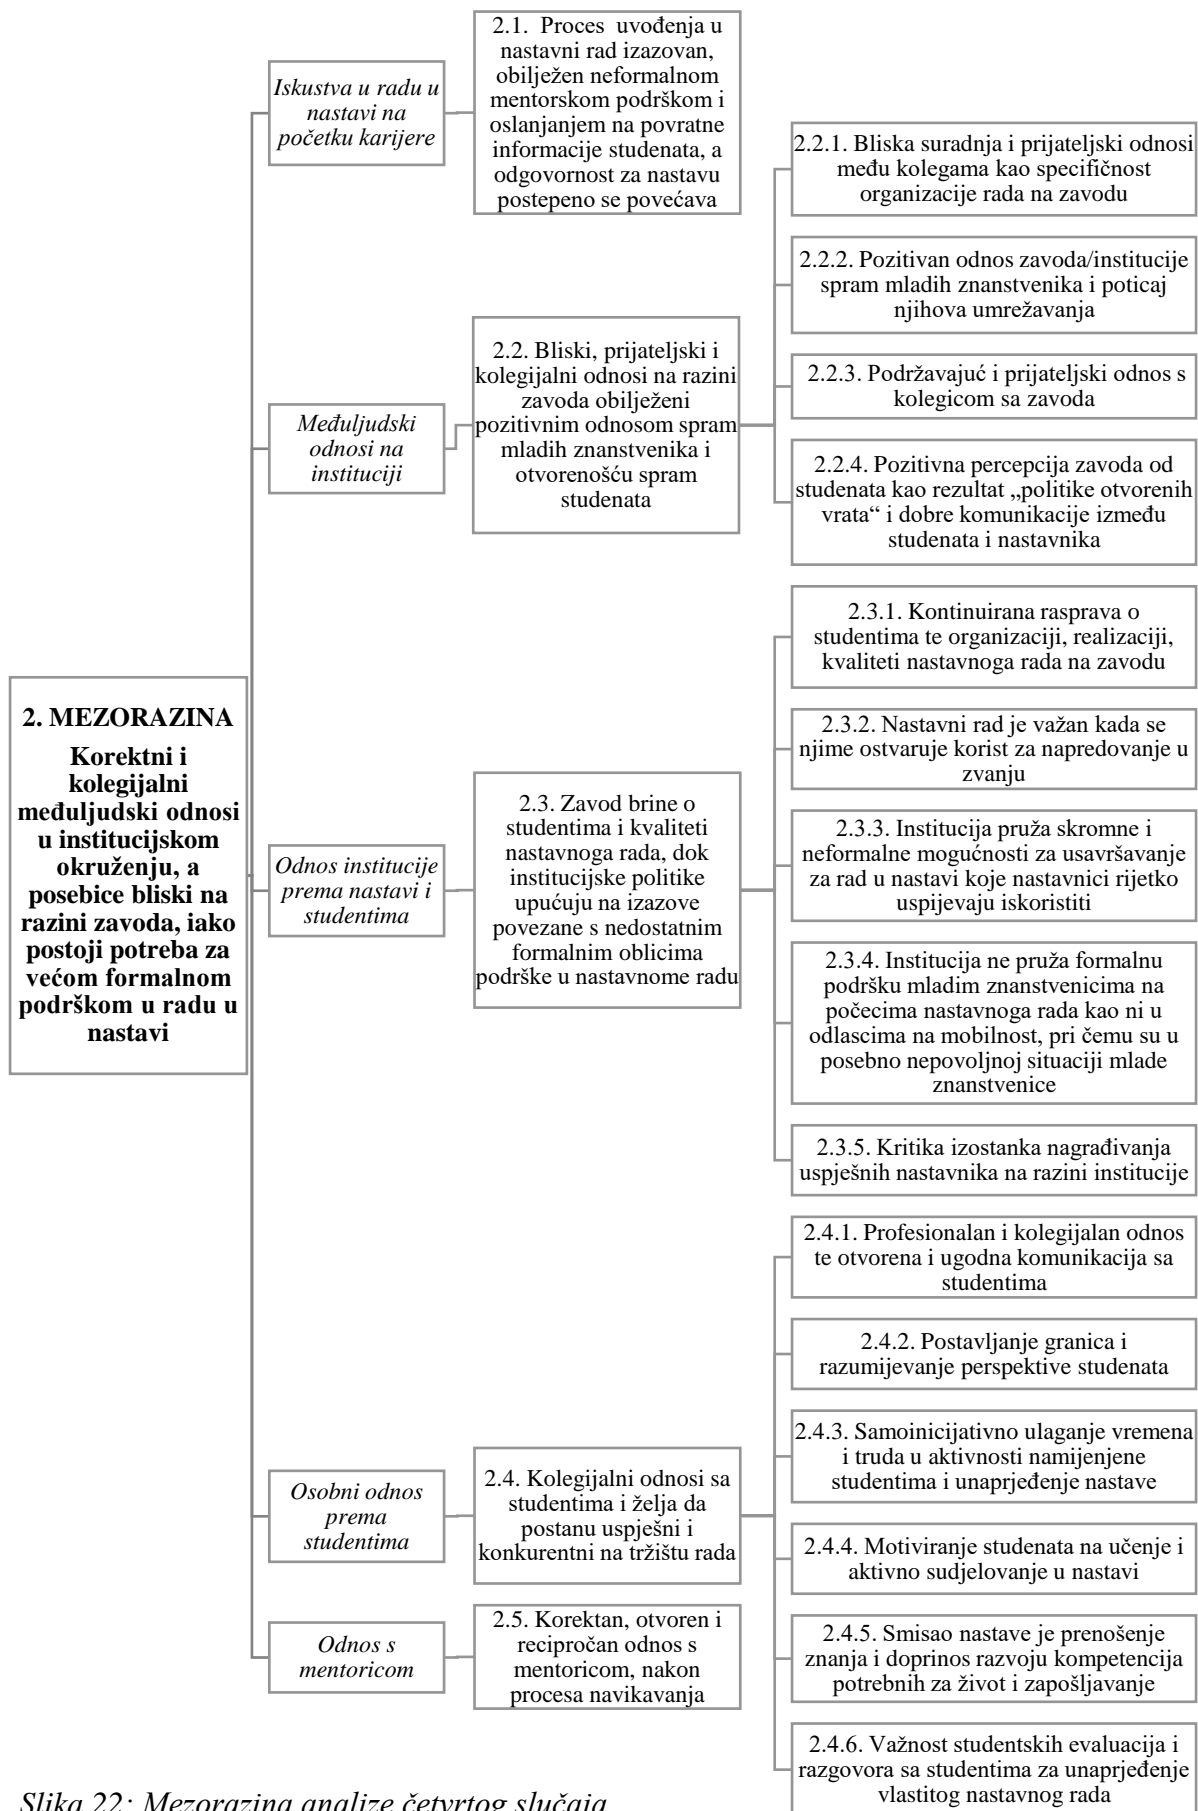 2. MEZORAZINA
Korektni i
kolegijalni
međuljudski odnosi
u institucijskom
okruženju, a
posebice bliski na
razini zavoda, iako
postoji potreba za
većom formalnom
podrškom u radu u
nastavi
Iskustva u radu u
nastavi na
početku karijere
2.1. Proces uvođenja u
nastavni rad izazovan,
obilježen neformalnom
mentorskom podrškom i
oslanjanjem na povratne
informacije studenata, a
odgovornost za nastavu
postepeno se povećava
Međuljudski
odnosi na
instituciji
2.2. Bliski, prijateljski i
kolegijalni odnosi na razini
zavoda obilježeni
pozitivnim odnosom spram
mladih znanstvenika i
otvorenošću spram
studenata
2.2.1. Bliska suradnja i prijateljski odnosi
među kolegama kao specifičnost
organizacije rada na zavodu
2.2.2. Pozitivan odnos zavoda/institucije
spram mladih znanstvenika i poticaj
njihova umrežavanja
2.2.3. Podržavajuć i prijateljski odnos s
kolegicom sa zavoda
2.2.4. Pozitivna percepcija zavoda od
studenata kao rezultat „politike otvorenih
vrata“ i dobre komunikacije između
studenata i nastavnika
Odnos institucije
prema nastavi i
studentima
2.3. Zavod brine o
studentima i kvaliteti
nastavnoga rada, dok
institucijske politike
upućuju na izazove
povezane s nedostatnim
formalnim oblicima
podrške u nastavnome radu
2.3.1. Kontinuirana rasprava o
studentima te organizaciji, realizaciji,
kvaliteti nastavnoga rada na zavodu
2.3.2. Nastavni rad je važan kada se
njime ostvaruje korist za napredovanje u
zvanju
2.3.3. Institucija pruža skromne i
neformalne mogućnosti za usavršavanje
za rad u nastavi koje nastavnici rijetko
uspijevaju iskoristiti
2.3.4. Institucija ne pruža formalnu
podršku mladim znanstvenicima na
počecima nastavnoga rada kao ni u
odlascima na mobilnost, pri čemu su u
posebno nepovoljnoj situaciji mlade
znanstvenice
2.3.5. Kritika izostanka nagrađivanja
uspješnih nastavnika na razini institucije
Osobni odnos
prema
studentima
2.4. Kolegijalni odnosi sa
studentima i želja da
postanu uspješni i
konkurentni na tržištu rada
2.4.1. Profesionalan i kolegijalan odnos
te otvorena i ugodna komunikacija sa
studentima
2.4.2. Postavljanje granica i
razumijevanje perspektive studenata
2.4.3. Samoinicijativno ulaganje vremena
i truda u aktivnosti namijenjene
studentima i unaprjeđenje nastave
2.4.4. Motiviranje studenata na učenje i
aktivno sudjelovanje u nastavi
2.4.5. Smisao nastave je prenošenje
znanja i doprinos razvoju kompetencija
potrebnih za život i zapošljavanje
2.4.6. Važnost studentskih evaluacija i
razgovora sa studentima za unaprjeđenje
vlastitog nastavnog rada
Odnos s
mentoricom
2.5. Korektan, otvoren i
recipročan odnos s
mentoricom, nakon
procesa navikavanja
Slika 22: Mezorazina analize četvrtog slučaja